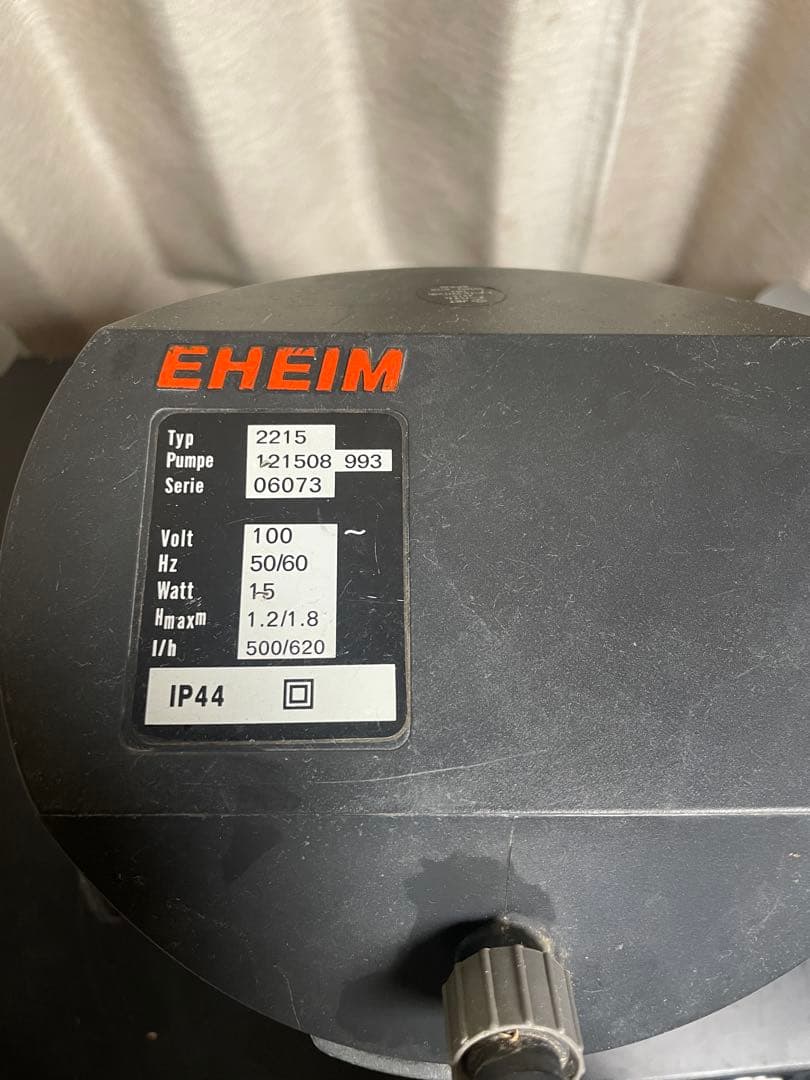 EHEIM
Typ 2215
Pumpe 121508 993
Serie 06073
Volt 100 ~
Hz 50/60
Watt 15
Hmaxm 1.2/1.8
l/h 500/620
IP44